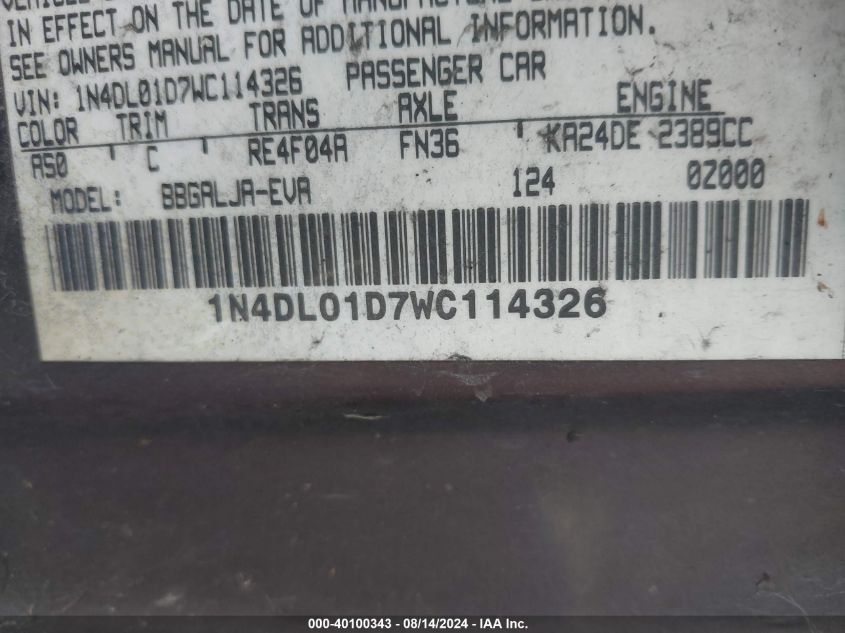 IN EFFECT ON THE DATE OF
SEE OWNERS MANUAL FOR ADDITIONAL INFORMATION.
VIN: 1N4DL01D7WC114326 PASSENGER CAR
COLOR TRIM TRANS AXLE ENGINE
AS0 C RE4F04A FN36 KA24DE 2389CC
MODEL: BBGALJA-EVA 124 0Z000
1N4DL01D7WC114326
000-40100343 - 08/14/2024 - IAA Inc.